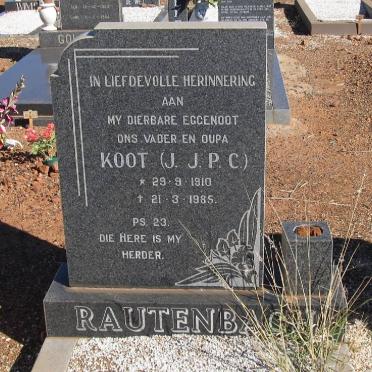 IN LIEFDEVOLLE HERINNERING
AAN
MY DIERBARE EGGENOOT
ONS VADER EN OUPA
KOOT (J. J. P. C.)
* 29·9·1910
† 21·3·1985.
PS. 23.
DIE HERE IS MY
HERDER.